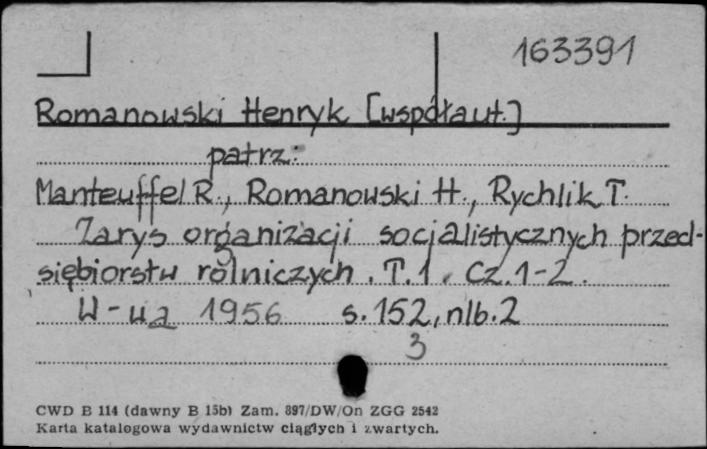 163391
Romanowski Henryk [współaut.]
patrz:
Manteuffel R., Romanowski H., Rychlik T.
Zarys organizacji socjalistycznych przed-
siębiorstw rolniczych. T.1. Cz.1-2.
W-wa 1956 s.152, nlb.2
3
CWD B 114 (dawny B 15b) Zam. 897/DW/On ZGG 2542
Karta katalogowa wydawnictw ciągłych i zwartych.